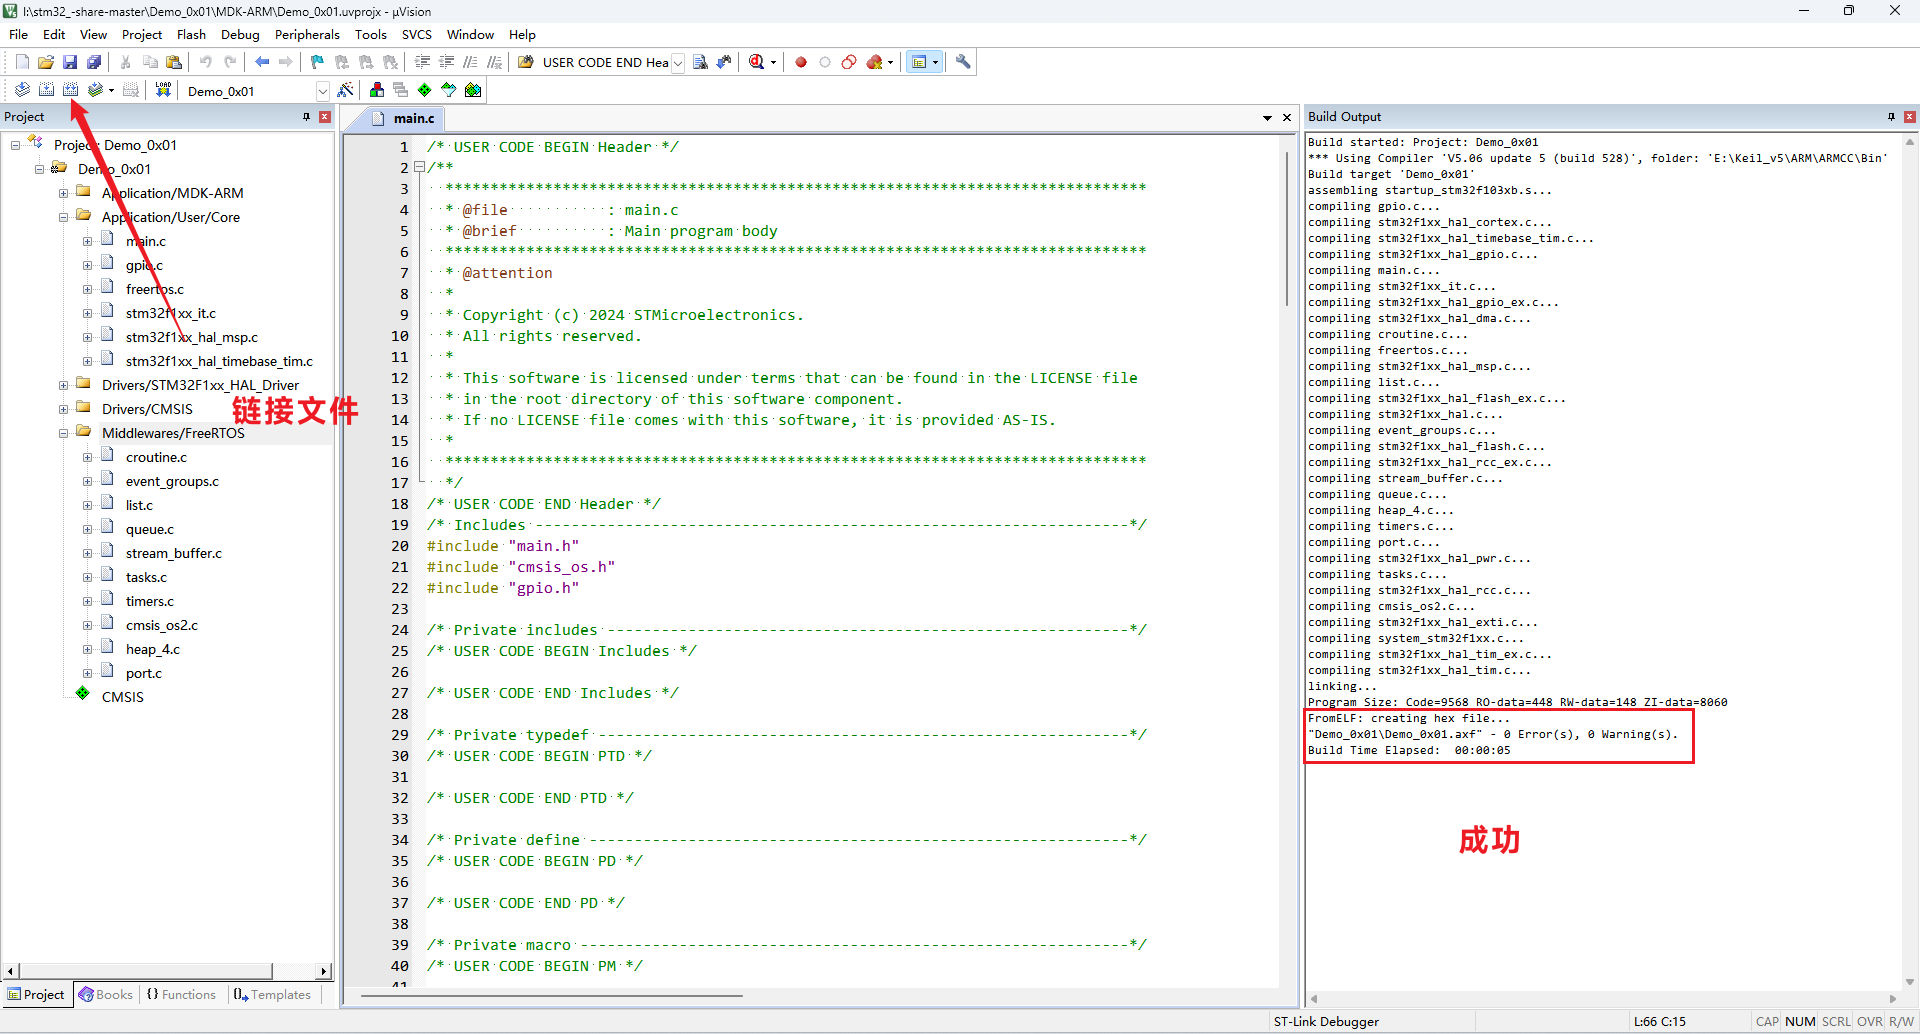 I:\stm32_-share-master\Demo_0x01\MDK-ARM\Demo_0x01.uvprojx - µVision
File Edit View Project Flash Debug Peripherals Tools SVCS Window Help
USER CODE END Hea
LOAD Demo_0x01
Project
Project: Demo_0x01
Demo_0x01
Application/MDK-ARM
Application/User/Core
main.c
gpio.c
freertos.c
stm32f1xx_it.c
stm32f1xx_hal_msp.c
stm32f1xx_hal_timebase_tim.c
Drivers/STM32F1xx_HAL_Driver
Drivers/CMSIS
链接文件
Middlewares/FreeRTOS
croutine.c
event_groups.c
list.c
queue.c
stream_buffer.c
tasks.c
timers.c
cmsis_os2.c
heap_4.c
port.c
CMSIS
Project Books {} Functions Templates
main.c
1 /* USER CODE BEGIN Header */
2 /**
3 ******************************************************************************
4 * @file : main.c
5 * @brief : Main program body
6 ******************************************************************************
7 * @attention
8 *
9 * Copyright (c) 2024 STMicroelectronics.
10 * All rights reserved.
11 *
12 * This software is licensed under terms that can be found in the LICENSE file
13 * in the root directory of this software component.
14 * If no LICENSE file comes with this software, it is provided AS-IS.
15 *
16 ******************************************************************************
17 */
18 /* USER CODE END Header */
19 /* Includes ------------------------------------------------------------------*/
20 #include "main.h"
21 #include "cmsis_os.h"
22 #include "gpio.h"
23
24 /* Private includes ----------------------------------------------------------*/
25 /* USER CODE BEGIN Includes */
26
27 /* USER CODE END Includes */
28
29 /* Private typedef -----------------------------------------------------------*/
30 /* USER CODE BEGIN PTD */
31
32 /* USER CODE END PTD */
33
34 /* Private define ------------------------------------------------------------*/
35 /* USER CODE BEGIN PD */
36
37 /* USER CODE END PD */
38
39 /* Private macro -------------------------------------------------------------*/
40 /* USER CODE BEGIN PM */
41
Build Output
Build started: Project: Demo_0x01
*** Using Compiler 'V5.06 update 5 (build 528)', folder: 'E:\Keil_v5\ARM\ARMCC\Bin'
Build target 'Demo_0x01'
assembling startup_stm32f103xb.s...
compiling gpio.c...
compiling stm32f1xx_hal_cortex.c...
compiling stm32f1xx_hal_timebase_tim.c...
compiling stm32f1xx_hal_gpio.c...
compiling main.c...
compiling stm32f1xx_it.c...
compiling stm32f1xx_hal_gpio_ex.c...
compiling stm32f1xx_hal_dma.c...
compiling croutine.c...
compiling freertos.c...
compiling stm32f1xx_hal_msp.c...
compiling list.c...
compiling stm32f1xx_hal_flash_ex.c...
compiling stm32f1xx_hal.c...
compiling event_groups.c...
compiling stm32f1xx_hal_flash.c...
compiling stm32f1xx_hal_rcc_ex.c...
compiling stream_buffer.c...
compiling queue.c...
compiling heap_4.c...
compiling timers.c...
compiling port.c...
compiling stm32f1xx_hal_pwr.c...
compiling tasks.c...
compiling stm32f1xx_hal_rcc.c...
compiling cmsis_os2.c...
compiling stm32f1xx_hal_exti.c...
compiling system_stm32f1xx.c...
compiling stm32f1xx_hal_tim_ex.c...
compiling stm32f1xx_hal_tim.c...
linking...
Program Size: Code=9568 RO-data=448 RW-data=148 ZI-data=8060
FromELF: creating hex file...
"Demo_0x01\Demo_0x01.axf" - 0 Error(s), 0 Warning(s).
Build Time Elapsed: 00:00:05
成功
ST-Link Debugger L:66 C:15 CAP NUM SCRL OVR R/W